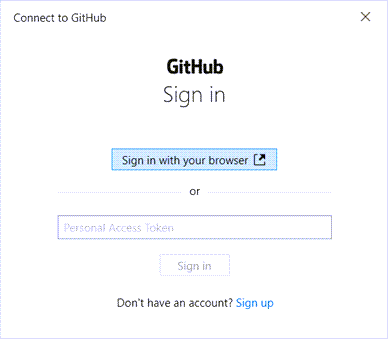 Connect to GitHub
GitHub
Sign in
Sign in with your browser
or
Personal Access Token
Sign in
Don't have an account? Sign up